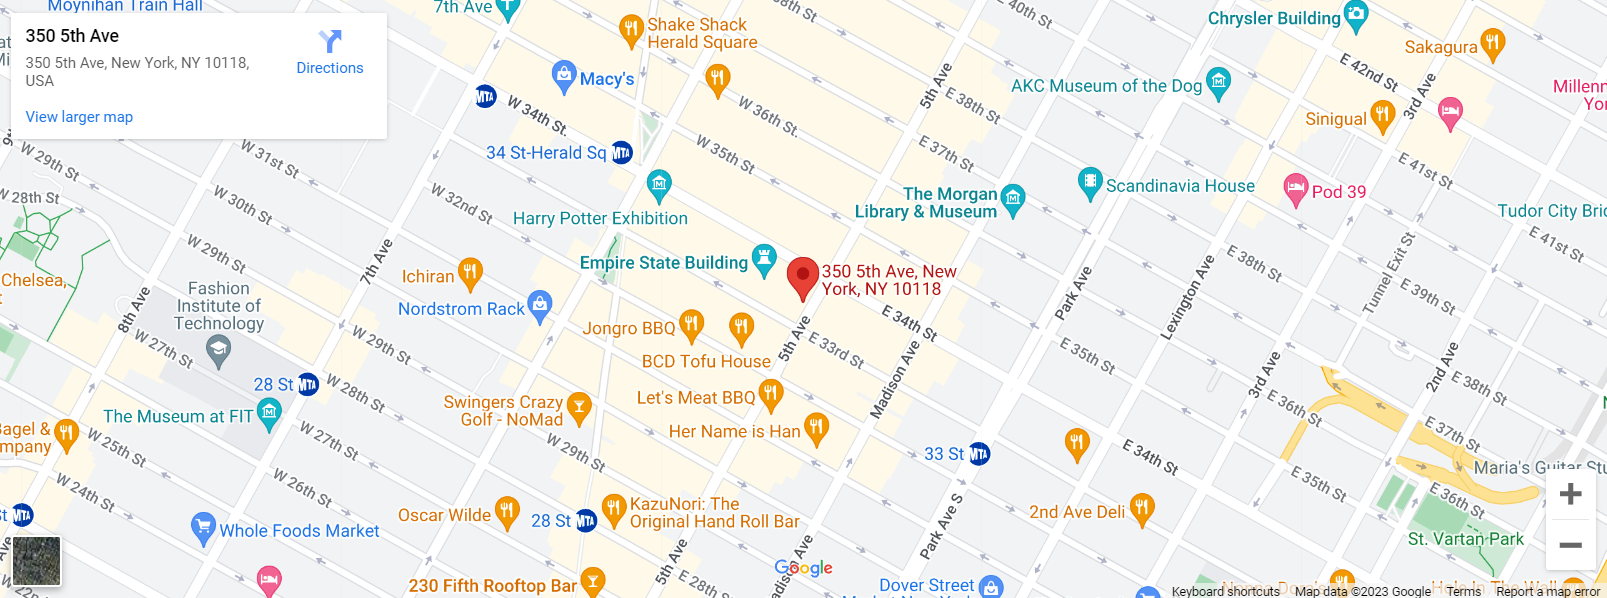 Moynihan Train Hall
350 5th Ave
350 5th Ave, New York, NY 10118,
USA
Directions
View larger map
7th Ave
Shake Shack
Herald Square
E 40th St
Chrysler Building
Sakagura
E 42nd St
Macy's
MTA
W 34th St.
W 36th St.
5th Ave
E 38th St
AKC Museum of the Dog
3rd Ave
Sinigual
34 St-Herald Sq
MTA
W 35th St
E 37th St
E 41st St
W 31st St
W 29th St
W 30th St
W 28th St
W 32nd St
Harry Potter Exhibition
The Morgan
Library & Museum
Scandinavia House
Pod 39
Tudor City Bri
E 41st St
W 29th St
7th Ave
Empire State Building
350 5th Ave, New
York, NY 10118
E 38th St
Tunnel Exit St
Chelsea,
Ichiran
Nordstrom Rack
Fashion
Institute of
Technology
8th Ave
Park Ave
Lexington Ave
E 39th St
E 34th St
Jongro BBQ
BCD Tofu House
5th Ave
E 33rd St
W 27th St
W 29th St
E 35th St
3rd Ave
2nd Ave
E 38th St
28 St
MTA
W 28th St
The Museum at FIT
Swingers Crazy
Golf - NoMad
Let's Meat BBQ
Her Name is Han
Madison Ave
E 36th St
E 37th St
Bagel &
mpany
W 25th St
W 27th St
W 29th St
33 St
MTA
E 34th St
E 35th St
Maria's Guitar Stu
W 24th St
W 26th St
E 36th St
St
MTA
Whole Foods Market
Oscar Wilde
28 St
MTA
KazuNori: The
Original Hand Roll Bar
Park Ave S
2nd Ave Deli
St. Vartan Park
230 Fifth Rooftop Bar
5th Ave
E 28th St
Google
Dover Street
Keyboard shortcuts
Map data ©2023 Google
Terms
Report a map error